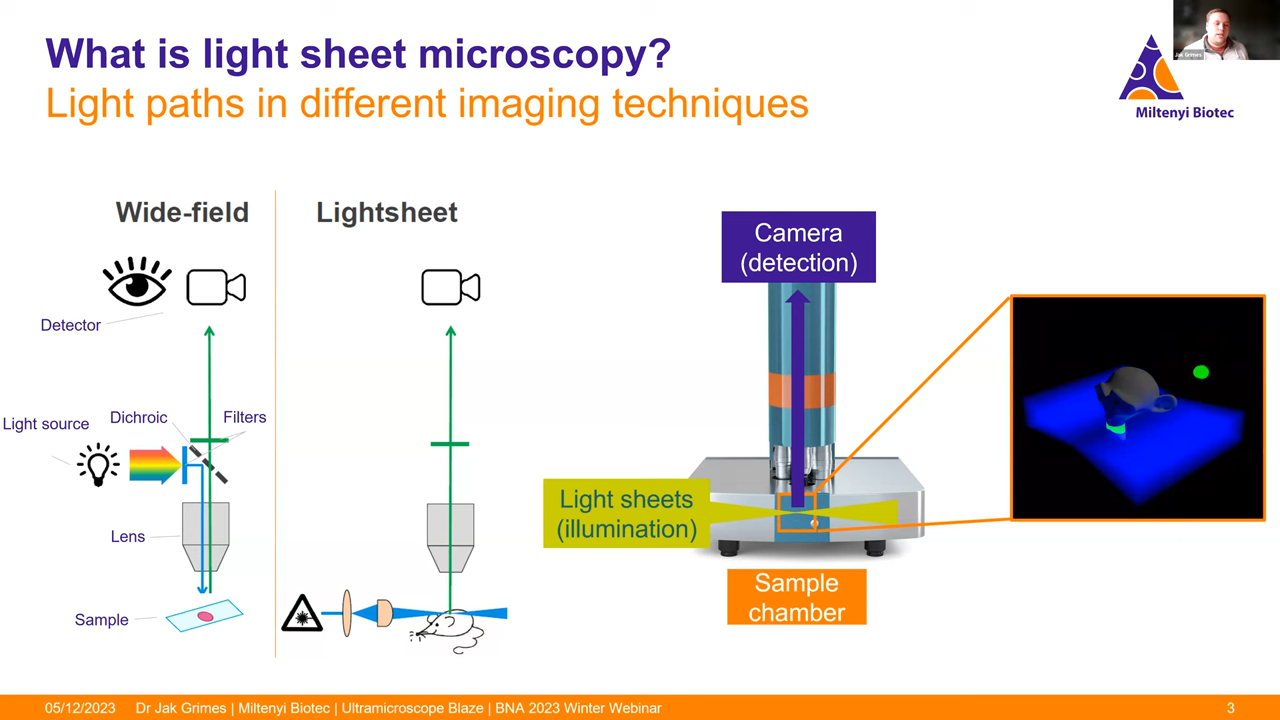 What is light sheet microscopy?
Light paths in different imaging techniques
Jak Grimes
Miltenyi Biotec
Wide-field
Lightsheet
Detector
Light source
Dichroic
Filters
Lens
Sample
Camera
(detection)
Light sheets
(illumination)
Sample
chamber
05/12/2023 Dr Jak Grimes | Miltenyi Biotec | Ultramicroscope Blaze | BNA 2023 Winter Webinar 3